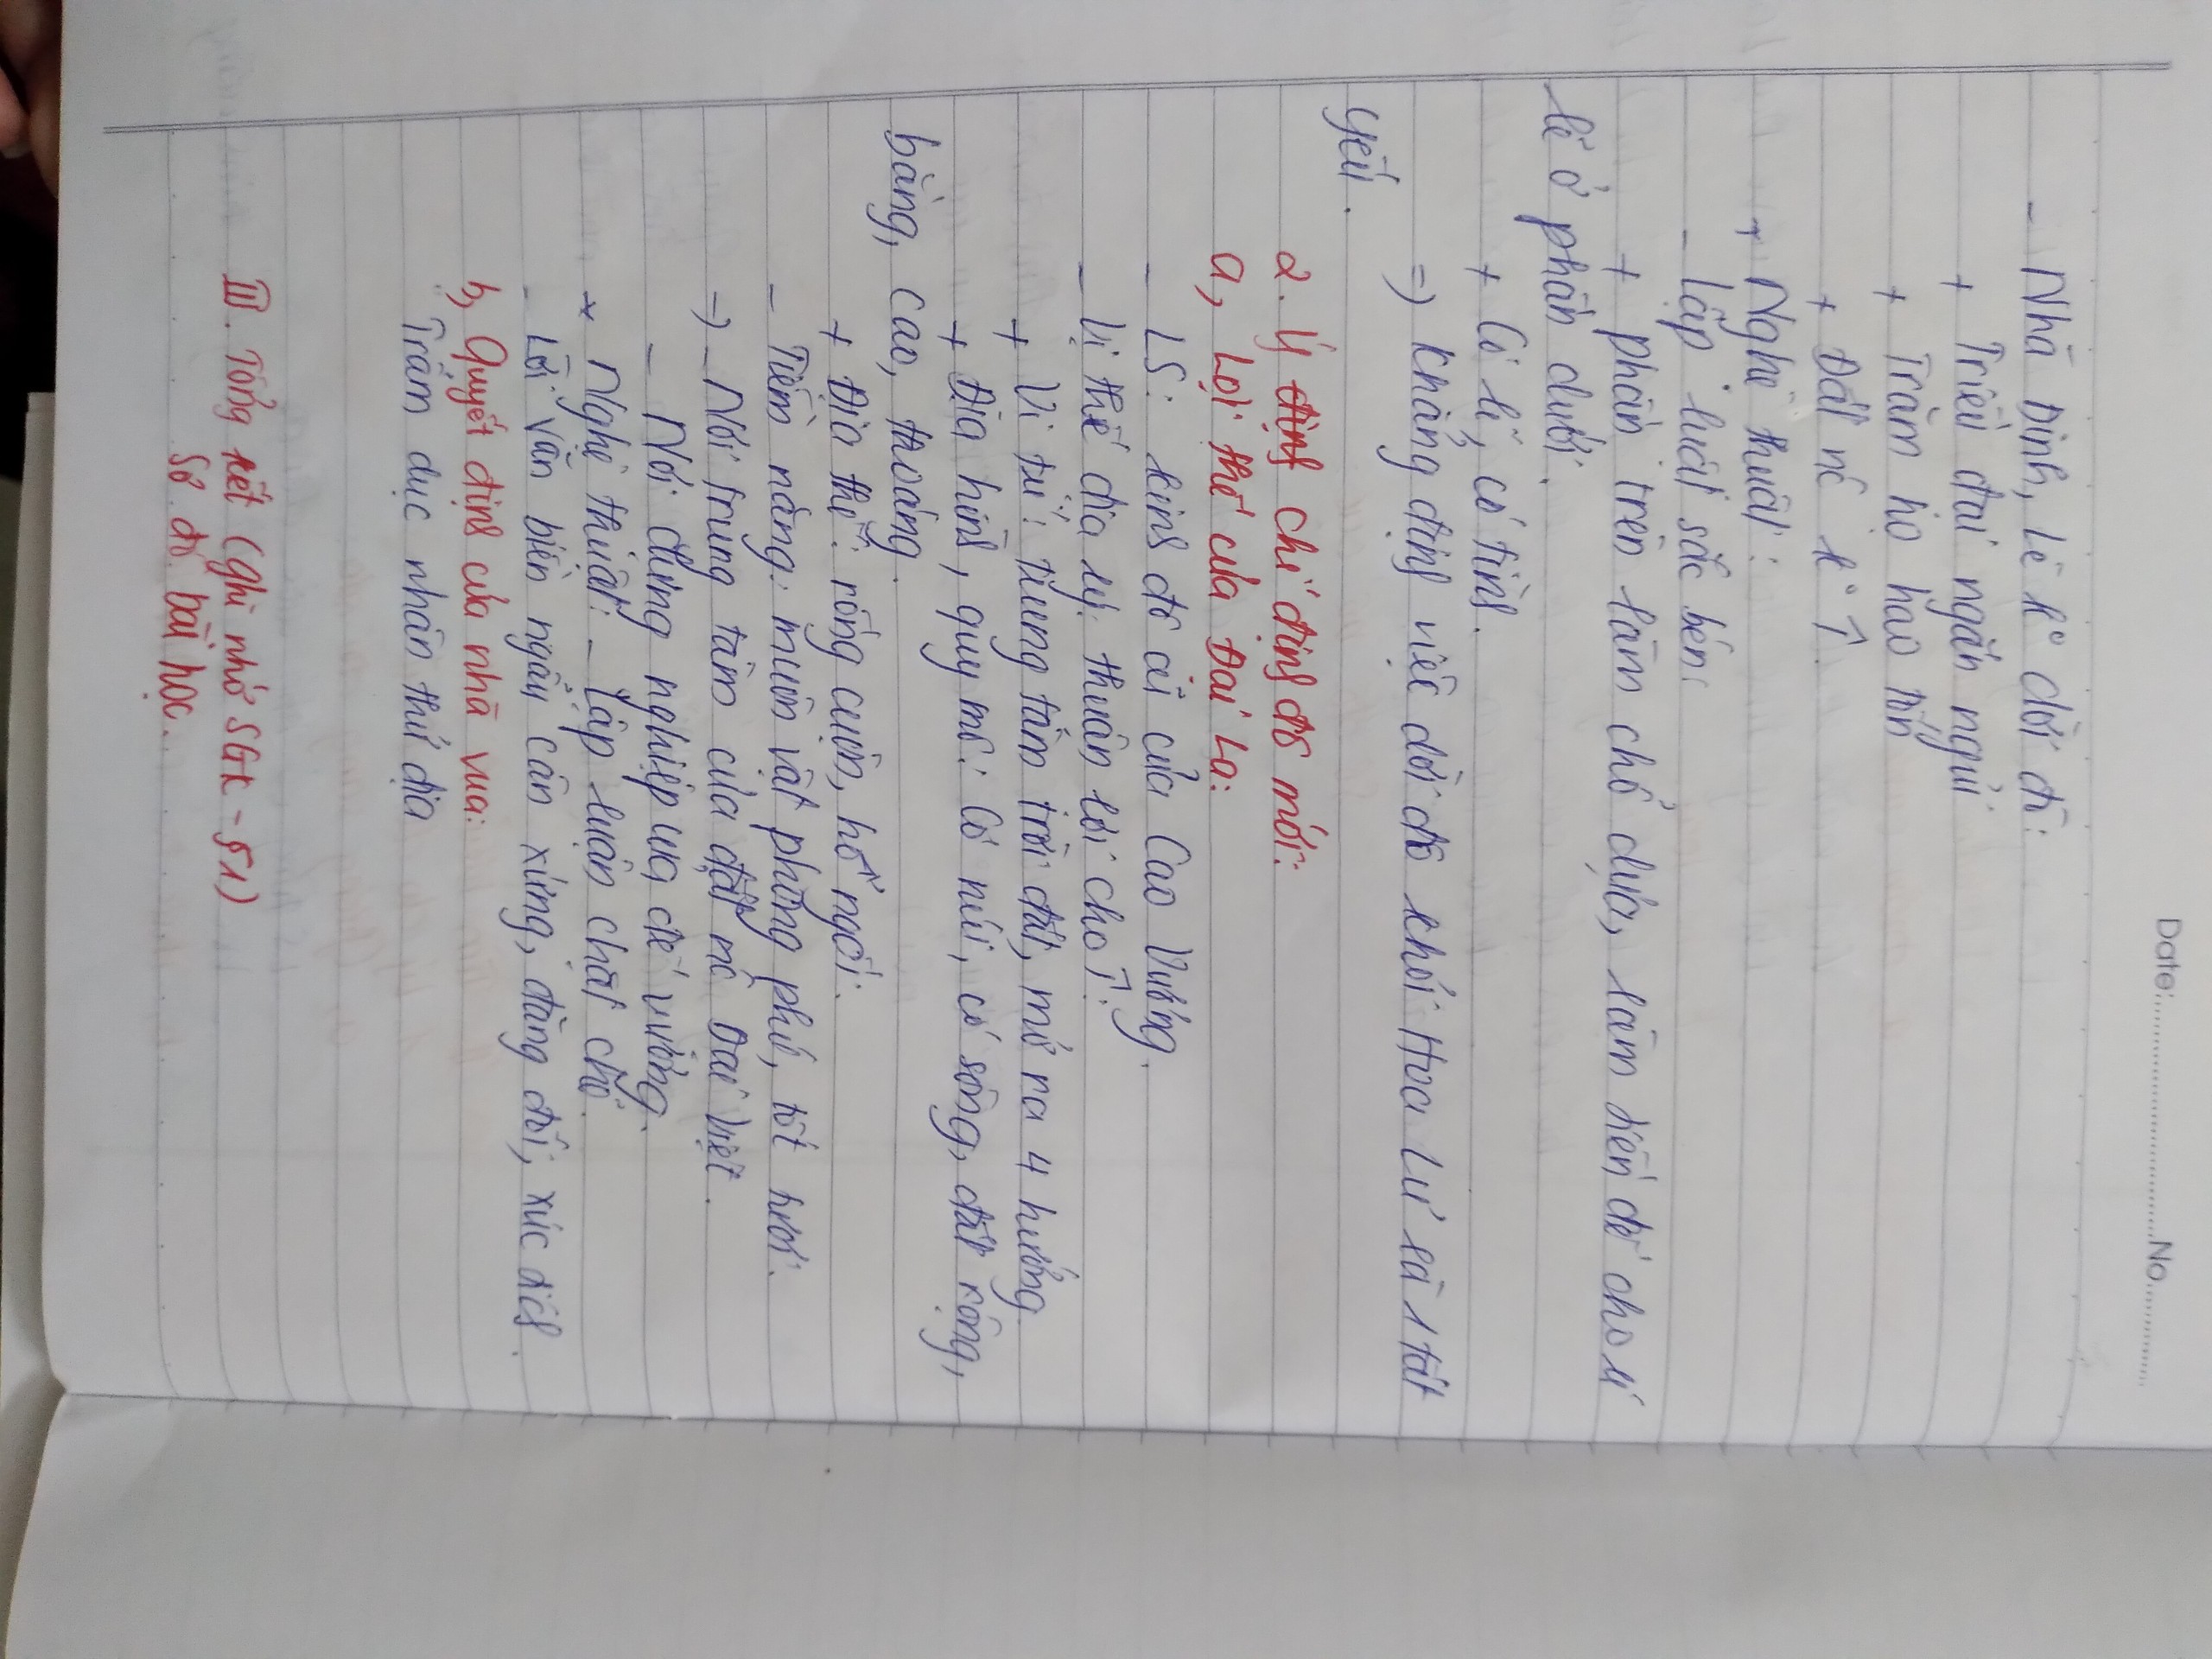 Date: No
- Nhà Đinh, Lê k° dời đô:
+ Triều đại ngắn ngủi
+ Trăm họ hao tốn
+ Đất nc k° ↑.
+ Nghệ thuật:
- Lập luật sắc bén:
+ phần trên làm chỗ dựa, làm tiền đề cho lí
lẽ ở phần dưới.
+ Có lí, có tình.
=> Khẳng định việc dời đô khỏi Hoa Lư là 1 tất
yếu.
2. Ý định chỉ định đô mới:
a, Lợi thế của Đại La:
- LS: kinh đô cũ của Cao Vương.
- Vị thế địa lý: thuận lợi cho ↑:
+ Vị trí: trung tâm trời đất, mở ra 4 hướng
+ Địa hình, quy mô: Có núi, có sông, đất rộng,
bằng, cao, thoáng.
+ Địa thế: rồng cuộn, hổ ngồi.
- Tiềm năng: muôn vật phong phú, tốt tươi.
-> - Nơi trung tâm của đất nc Đại Việt.
- Nơi dựng nghiệp của đế vương.
* Nghệ thuật: - Lập luận chặt chẽ.
- Lời văn biền ngẫu cân xứng, đăng đối, xúc tích.
b, Quyết định của nhà vua:
"Trẫm dục nhân thử địa
III. Tổng kết (ghi nhớ SGK - 51)
Sơ đồ bài học.